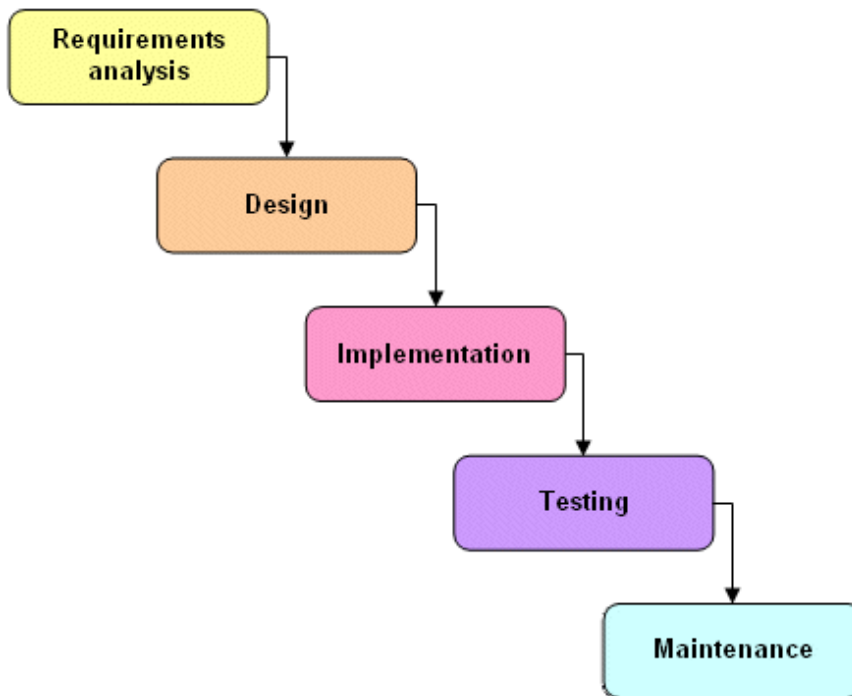 Requirements
analysis
Design
Implementation
Testing
Maintenance